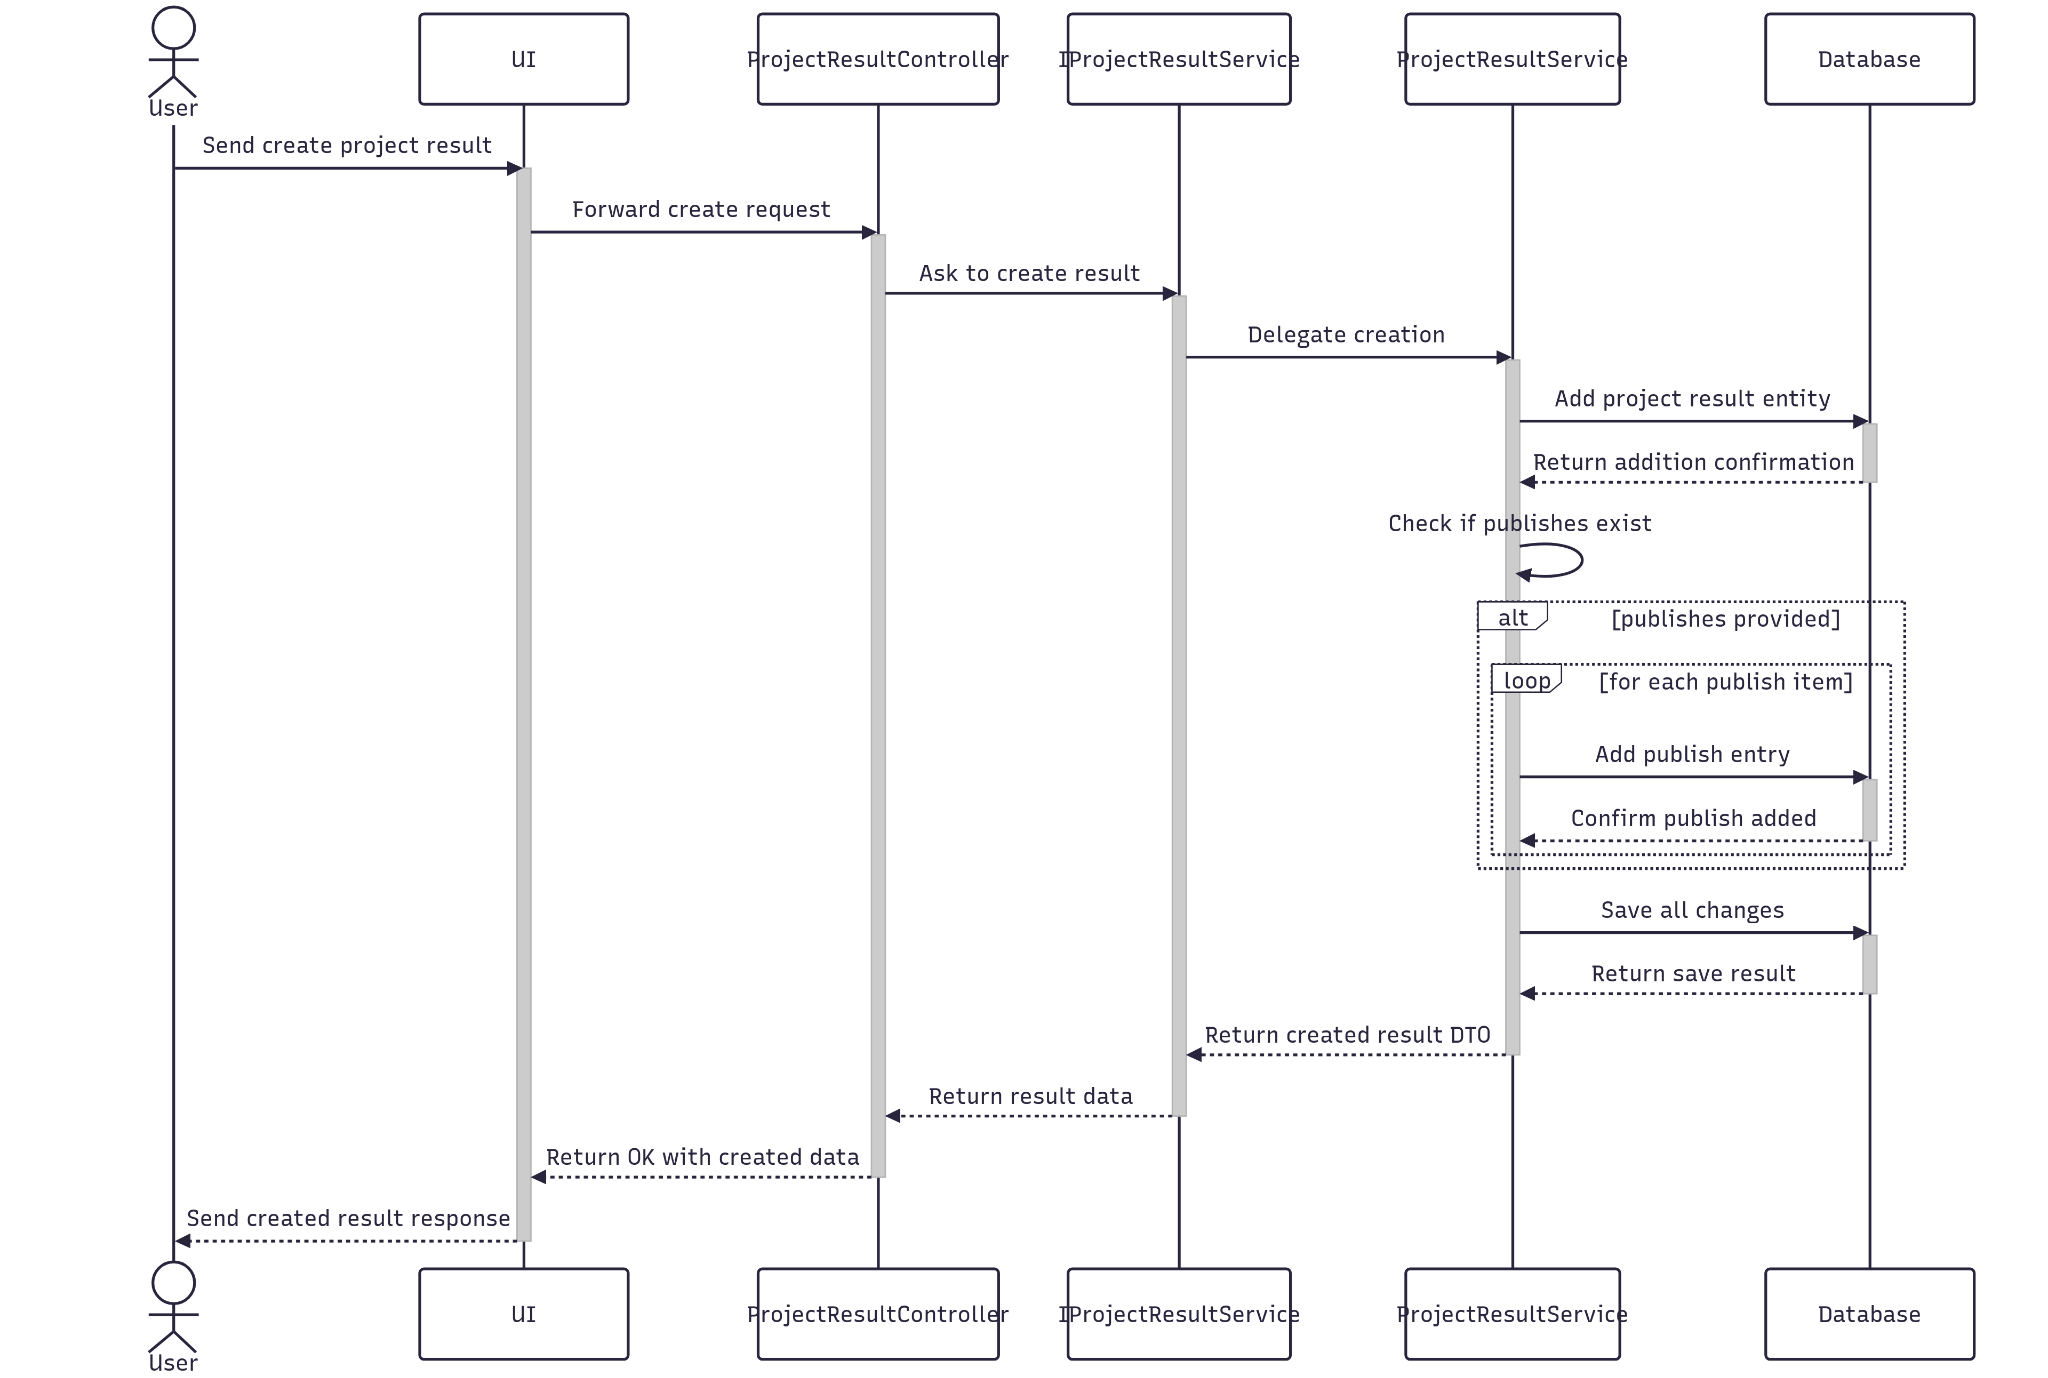 User
UI
ProjectResultController
IProjectResultService
ProjectResultService
Database
Send create project result
Forward create request
Ask to create result
Delegate creation
Add project result entity
Return addition confirmation
Check if publishes exist
alt
[publishes provided]
loop
[for each publish item]
Add publish entry
Confirm publish added
Save all changes
Return save result
Return created result DTO
Return result data
Return OK with created data
Send created result response
User
UI
ProjectResultController
IProjectResultService
ProjectResultService
Database